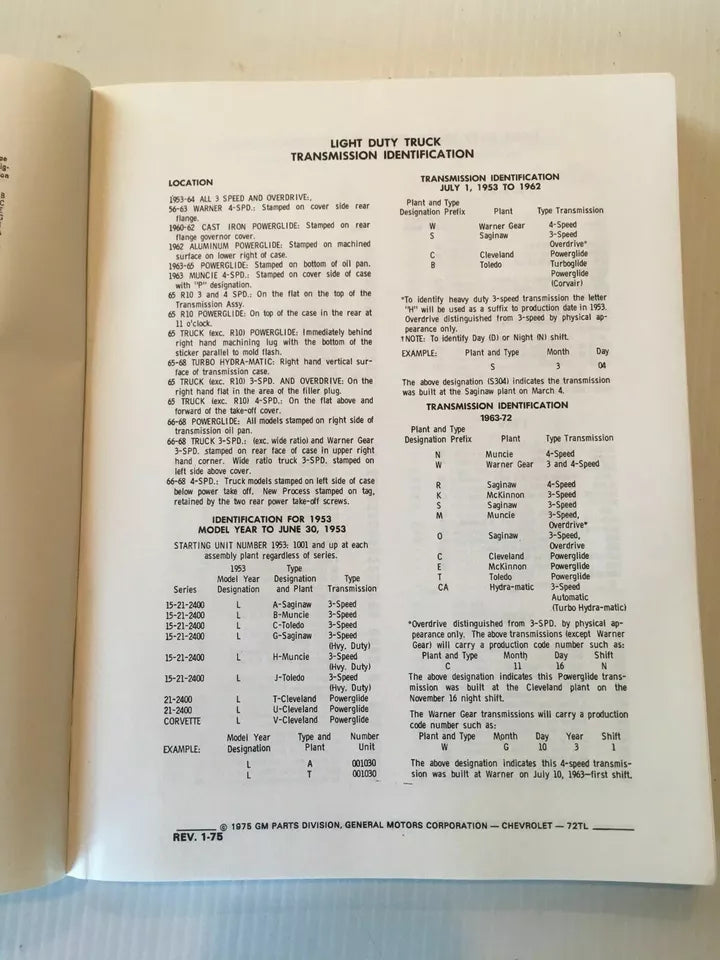 LIGHT DUTY TRUCK
TRANSMISSION IDENTIFICATION
LOCATION
1953-64 ALL 3 SPEED AND OVERDRIVE:,
56-63 WARNER 4-SPD.: Stamped on cover side rear
flange.
1960-62 CAST IRON POWERGLIDE: Stamped on rear
flange governor cover.
1962 ALUMINUM POWERGLIDE: Stamped on machined
surface on lower right of case.
1963-65 POWERGLIDE: Stamped on bottom of oil pan.
1963 MUNCIE 4-SPD.: Stamped on cover side of case
with "P" designation.
65 R10 3 and 4 SPD.: On the flat on the top of the
Transmission Assy.
65 R10 POWERGLIDE: On top of the case in the rear at
11 o'clock.
65 TRUCK (exc. R10) POWERGLIDE: Immediately behind
right hand machining lug with the bottom of the
sticker parallel to mold flash.
65-68 TURBO HYDRA-MATIC: Right hand vertical sur-
face of transmission case.
65 TRUCK (exc. R10) 3-SPD. AND OVERDRIVE: On the
right hand flat in the area of the filler plug.
65 TRUCK (exc. R10) 4-SPD.: On the flat above and
forward of the take-off cover.
66-68 POWERGLIDE: All models stamped on right side of
transmission oil pan.
66-68 TRUCK 3-SPD.: (exc. wide ratio) and Warner Gear
3-SPD. stamped on rear face of case in upper right
hand corner. Wide ratio truck 3-SPD. stamped on
left side above cover.
66-68 4-SPD.: Truck models stamped on left side of case
below power take off. New Process stamped on tag,
retained by the two rear power take-off screws.
IDENTIFICATION FOR 1953
MODEL YEAR TO JUNE 30, 1953
STARTING UNIT NUMBER 1953: 1001 and up at each
assembly plant regardless of series.
1953 Type
Model Year Designation Type
Series Designation and Plant Transmission
15-21-2400 L A-Saginaw 3-Speed
15-21-2400 L B-Muncie 3-Speed
15-21-2400 L C-Toledo 3-Speed
15-21-2400 L G-Saginaw 3-Speed
(Hvy. Duty)
15-21-2400 L H-Muncie 3-Speed
(Hvy. Duty)
15-21-2400 L J-Toledo 3-Speed
(Hvy. Duty)
21-2400 L T-Cleveland Powerglide
21-2400 L U-Cleveland Powerglide
CORVETTE L V-Cleveland Powerglide
Model Year Type and Number
EXAMPLE: Designation Plant Unit
L A 001030
L T 001030
TRANSMISSION IDENTIFICATION
JULY 1, 1953 TO 1962
Plant and Type
Designation Prefix Plant Type Transmission
W Warner Gear 4-Speed
S Saginaw 3-Speed
Overdrive*
C Cleveland Powerglide
B Toledo Turboglide
Powerglide
(Corvair)
*To identify heavy duty 3-speed transmission the letter
"H" will be used as a suffix to production date in 1953.
Overdrive distinguished from 3-speed by physical ap-
pearance only.
†NOTE: To identify Day (D) or Night (N) shift.
EXAMPLE: Plant and Type Month Day
S 3 04
The above designation (S304) indicates the transmission
was built at the Saginaw plant on March 4.
TRANSMISSION IDENTIFICATION
1963-72
Plant and Type
Designation Prefix Plant Type Transmission
N Muncie 4-Speed
W Warner Gear 3 and 4-Speed
R Saginaw 4-Speed
K McKinnon 3-Speed
S Saginaw 3-Speed
M Muncie 3-Speed,
Overdrive*
O Saginaw 3-Speed,
Overdrive
C Cleveland Powerglide
E McKinnon Powerglide
T Toledo Powerglide
CA Hydra-matic 3-Speed
Automatic
(Turbo Hydra-matic)
*Overdrive distinguished from 3-SPD. by physical ap-
pearance only. The above transmissions (except Warner
Gear) will carry a production code number such as:
Plant and Type Month Day Shift
C 11 16 N
The above designation indicates this Powerglide trans-
mission was built at the Cleveland plant on the
November 16 night shift.
The Warner Gear transmissions will carry a production
code number such as:
Plant and Type Month Day Year Shift
W G 10 3 1
The above designation indicates this 4-speed transmis-
sion was built at Warner on July 10, 1963—first shift.
© 1975 GM PARTS DIVISION, GENERAL MOTORS CORPORATION — CHEVROLET — 72TL
REV. 1-75